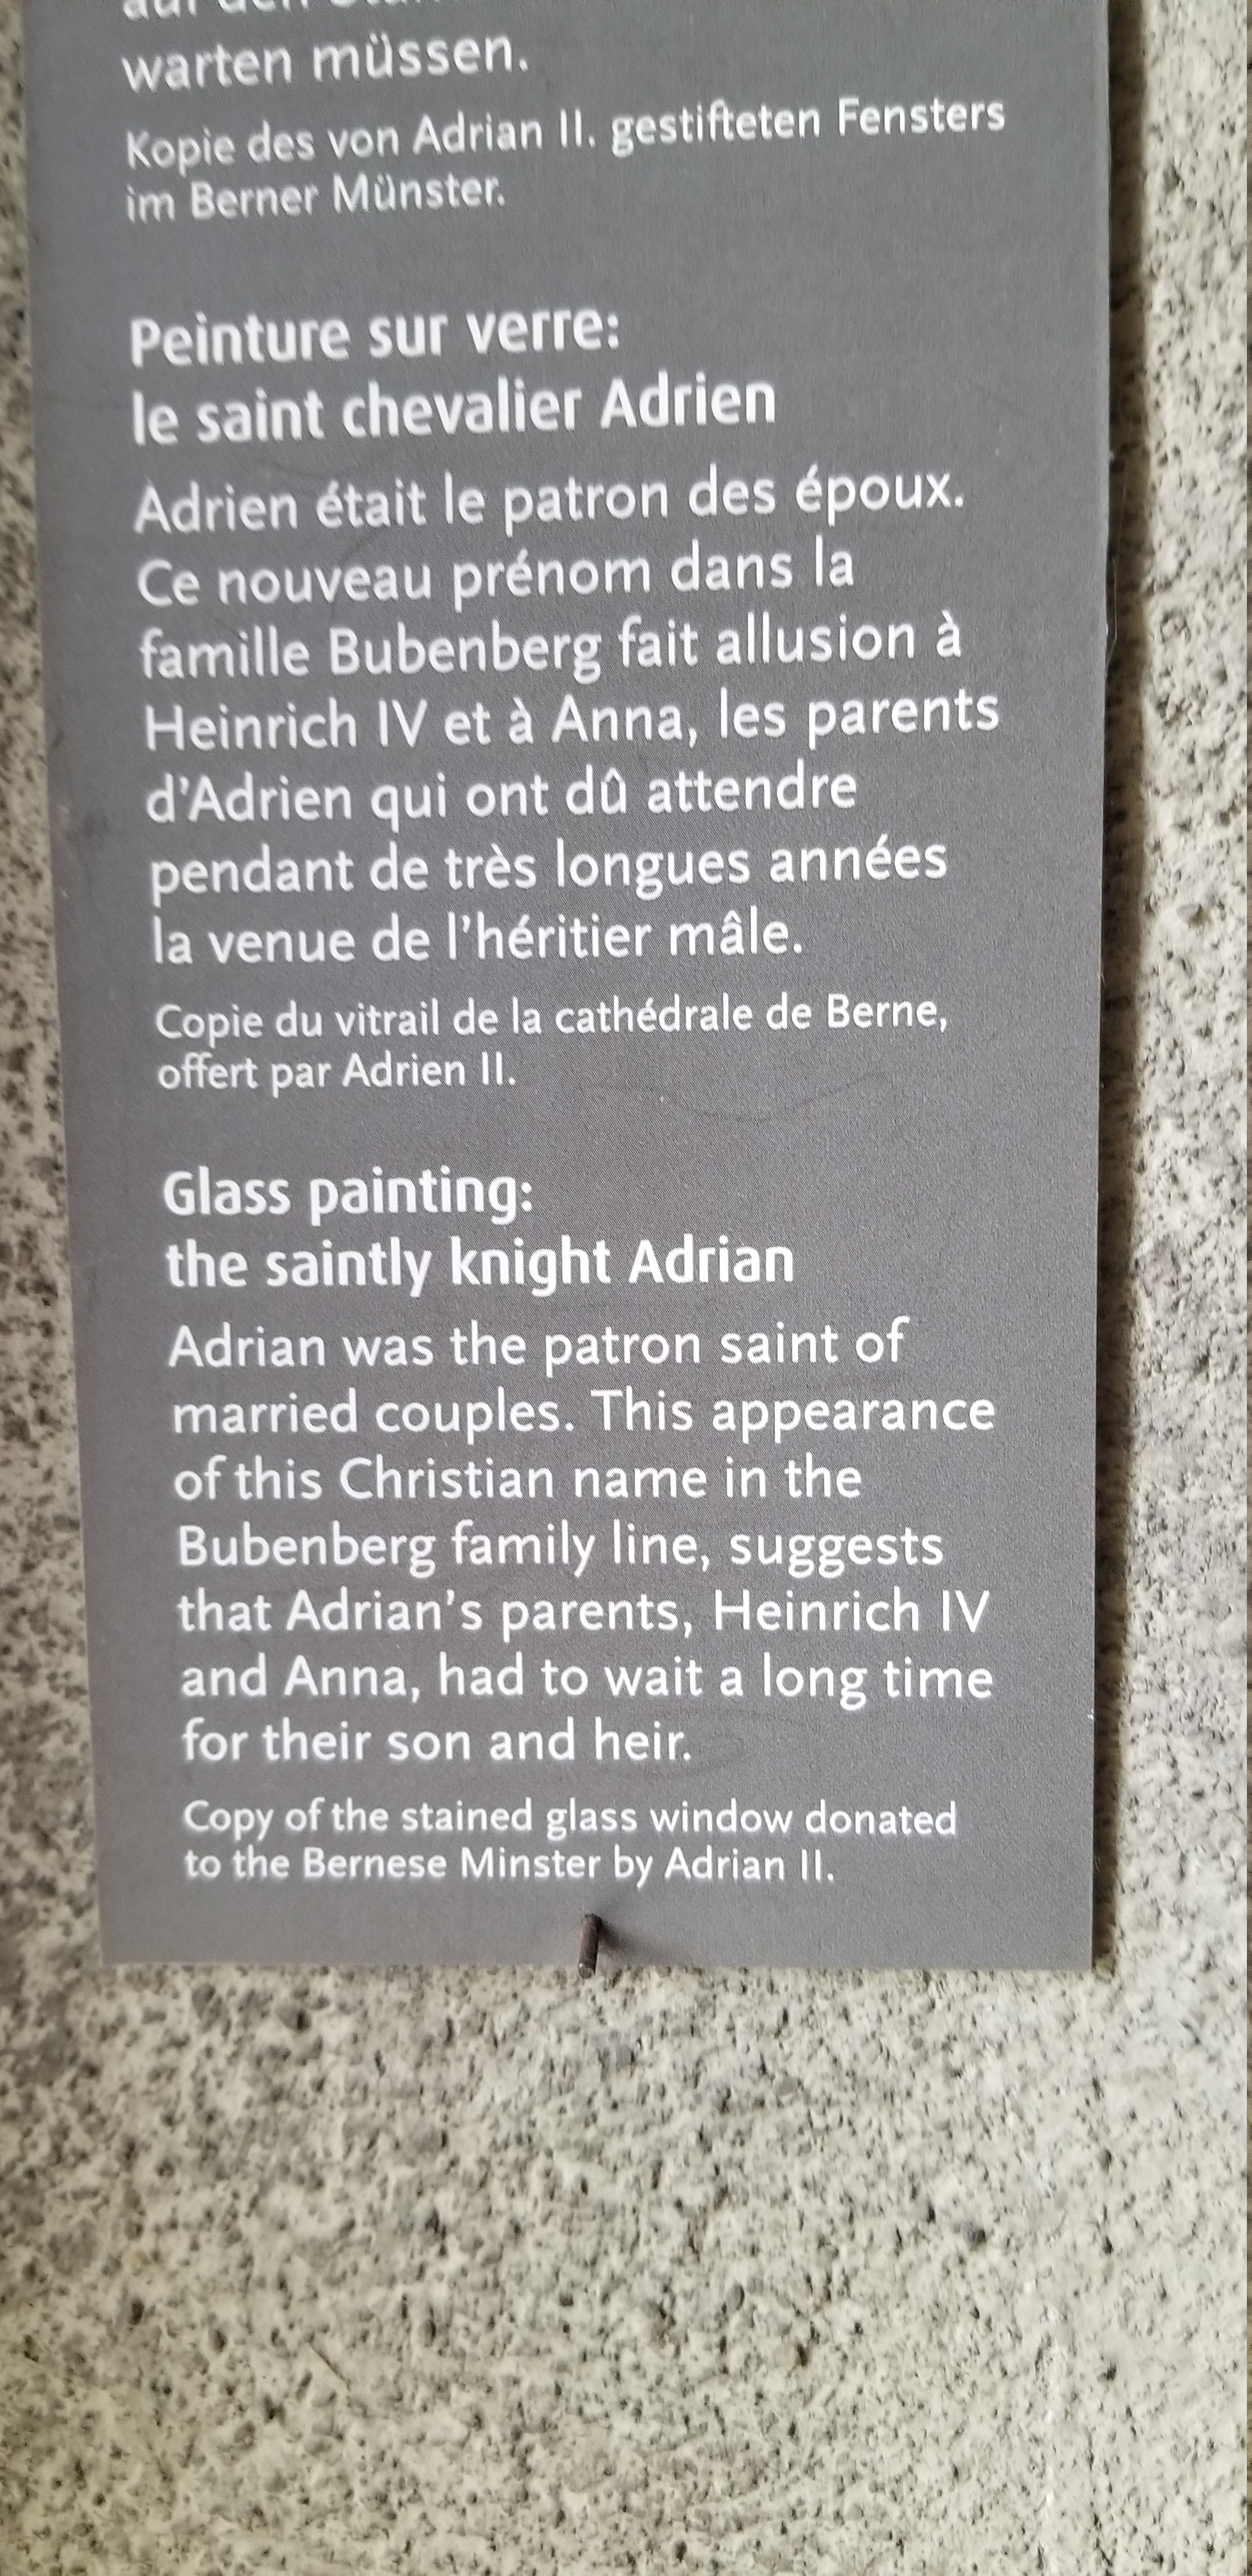 auf den Stam
warten müssen.
Kopie des von Adrian II. gestifteten Fensters
im Berner Münster.
Peinture sur verre:
le saint chevalier Adrien
Adrien était le patron des époux.
Ce nouveau prénom dans la
famille Bubenberg fait allusion à
Heinrich IV et à Anna, les parents
d'Adrien qui ont dû attendre
pendant de très longues années
la venue de l'héritier mâle.
Copie du vitrail de la cathédrale de Berne,
offert par Adrien II.
Glass painting:
the saintly knight Adrian
Adrian was the patron saint of
married couples. This appearance
of this Christian name in the
Bubenberg family line, suggests
that Adrian's parents, Heinrich IV
and Anna, had to wait a long time
for their son and heir.
Copy of the stained glass window donated
to the Bernese Minster by Adrian II.